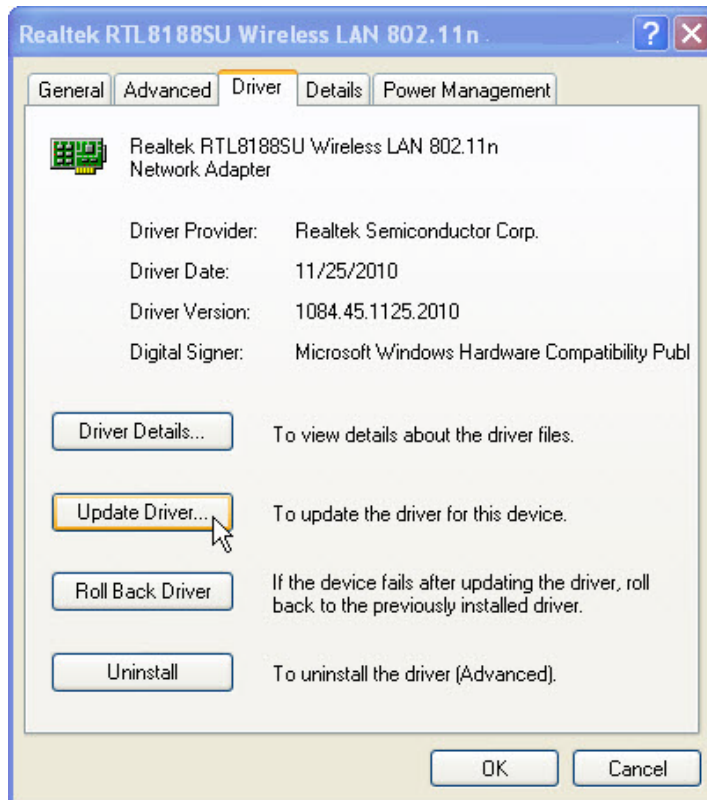 Realtek RTL8188SU Wireless LAN 802.11n
General Advanced Driver Details Power Management
Realtek RTL8188SU Wireless LAN 802.11n
Network Adapter
Driver Provider: Realtek Semiconductor Corp.
Driver Date: 11/25/2010
Driver Version: 1084.45.1125.2010
Digital Signer: Microsoft Windows Hardware Compatibility Publ
Driver Details... To view details about the driver files.
Update Driver... To update the driver for this device.
Roll Back Driver If the device fails after updating the driver, roll
back to the previously installed driver.
Uninstall To uninstall the driver (Advanced).
OK Cancel